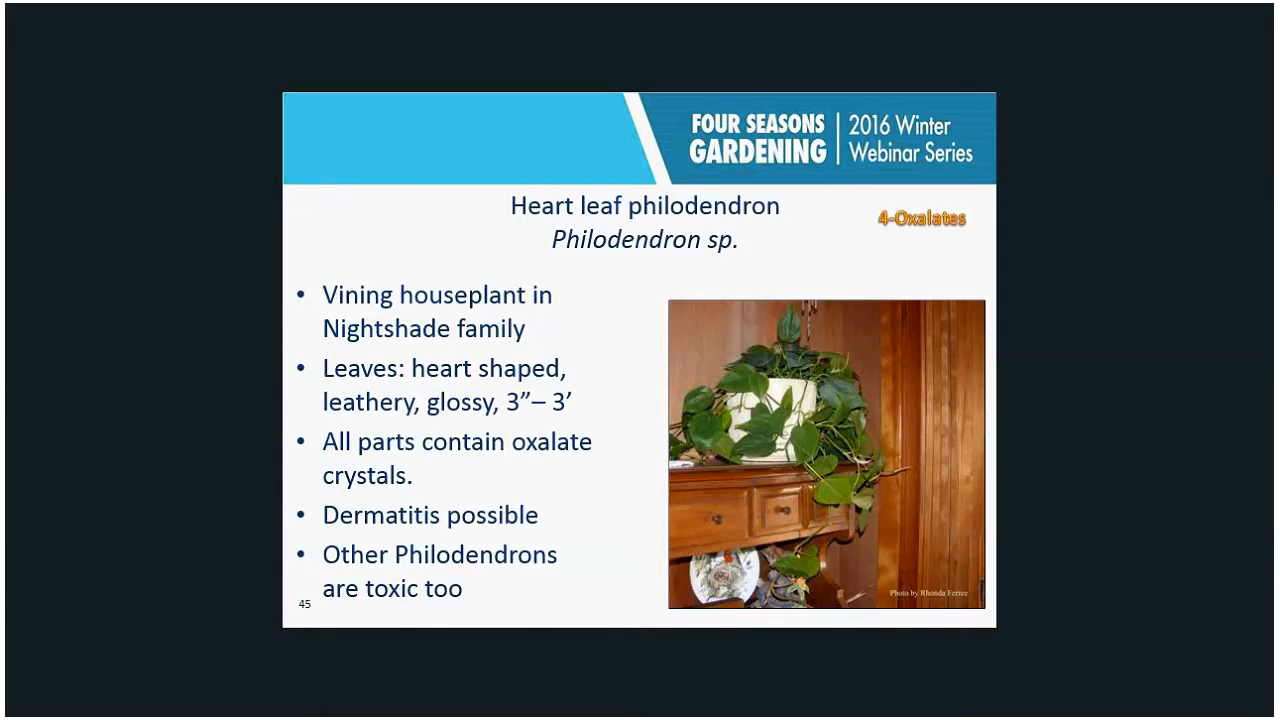 FOUR SEASONS
GARDENING
2016 Winter
Webinar Series
Heart leaf philodendron
Philodendron sp.
4-Oxalates
• Vining houseplant in
Nightshade family
• Leaves: heart shaped,
leathery, glossy, 3”– 3’
• All parts contain oxalate
crystals.
• Dermatitis possible
• Other Philodendrons
are toxic too
45
Photo by Rhonda Ferree